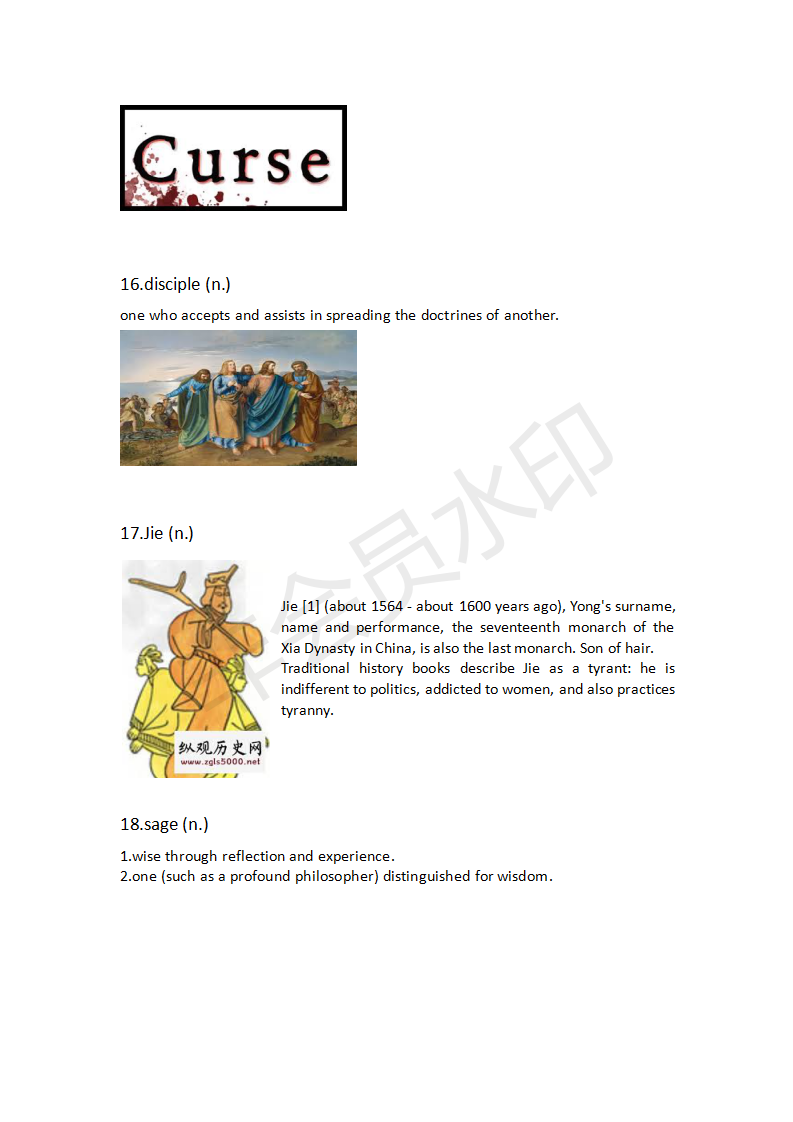 Curse
16.disciple (n.)
one who accepts and assists in spreading the doctrines of another.
17.Jie (n.)
Jie [1] (about 1564 - about 1600 years ago), Yong's surname,
name and performance, the seventeenth monarch of the
Xia Dynasty in China, is also the last monarch. Son of hair.
Traditional history books describe Jie as a tyrant: he is
indifferent to politics, addicted to women, and also practices
tyranny.
纵观历史网
www.zgls5000.net
18.sage (n.)
1.wise through reflection and experience.
2.one (such as a profound philosopher) distinguished for wisdom.
会员水印